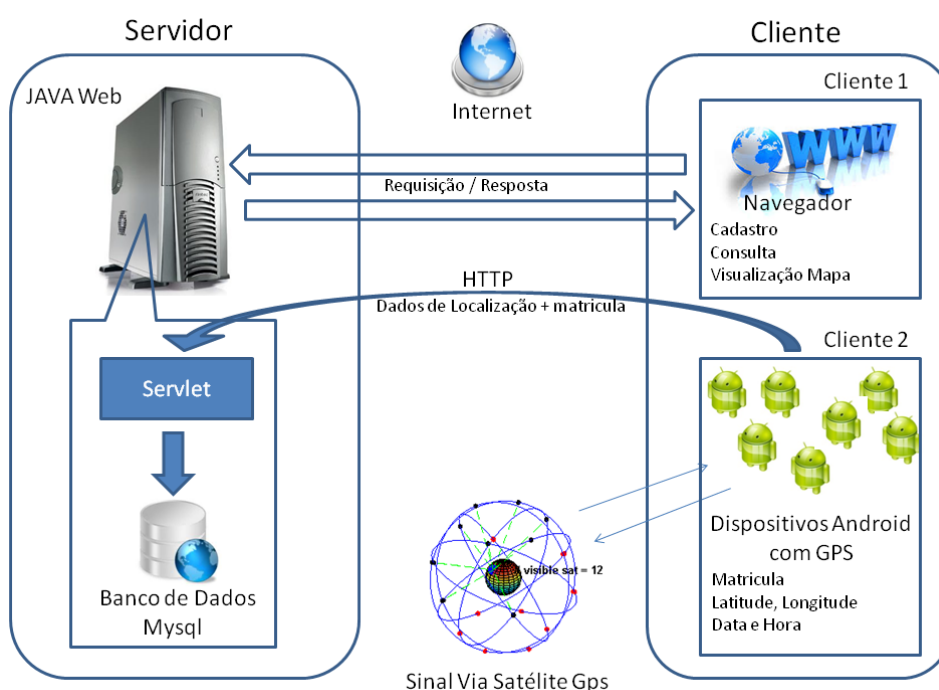 Servidor
Cliente
JAVA Web
Internet
Cliente 1
WWW
Navegador
Cadastro
Consulta
Visualização Mapa
Requisição / Resposta
HTTP
Dados de Localização + matricula
Cliente 2
Servlet
Banco de Dados
Mysql
visible sat = 12
Sinal Via Satélite Gps
Dispositivos Android
com GPS
Matricula
Latitude, Longitude
Data e Hora